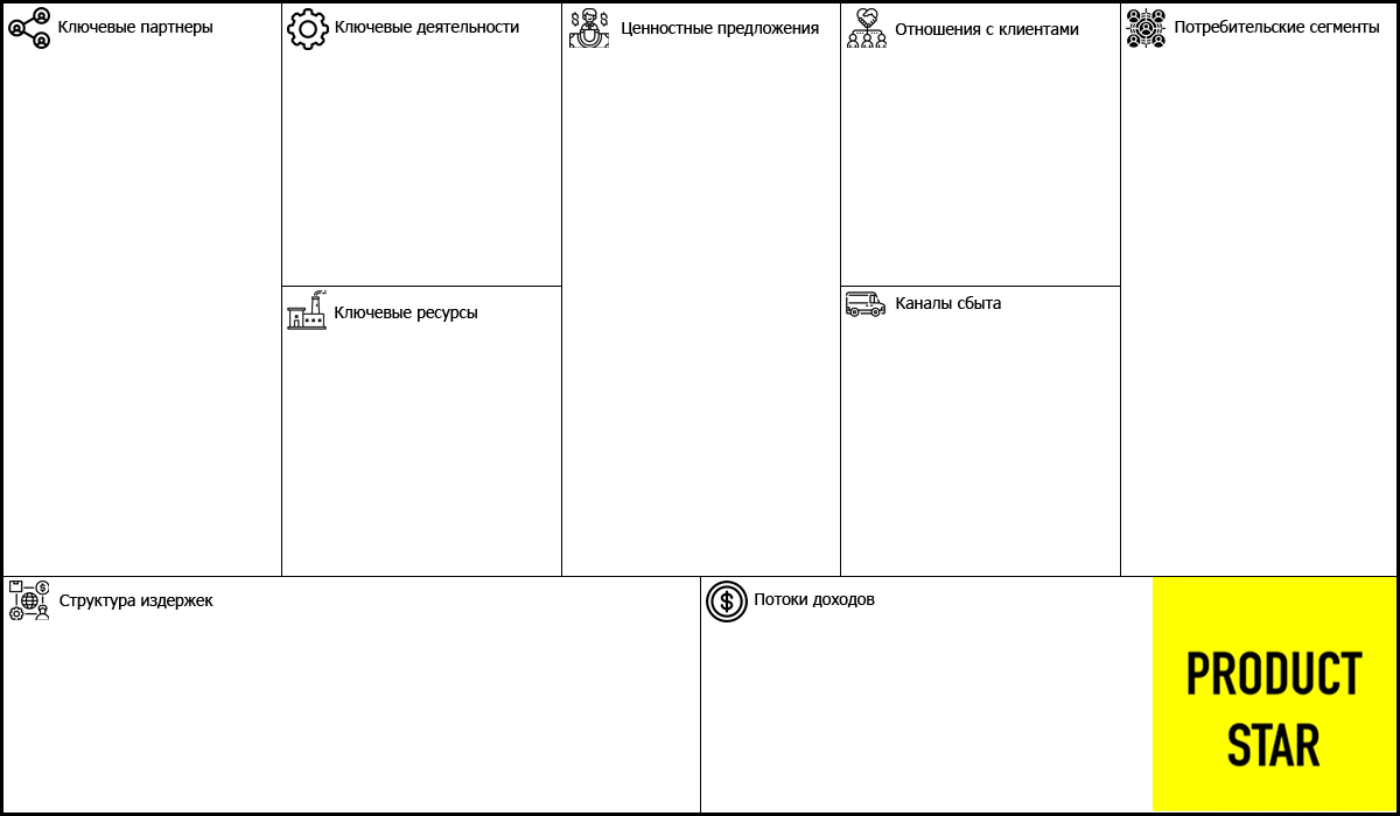 Ключевые партнеры
Ключевые деятельности
Ценностные предложения
Отношения с клиентами
Потребительские сегменты
Ключевые ресурсы
Каналы сбыта
Структура издержек
Потоки доходов
PRODUCT
STAR